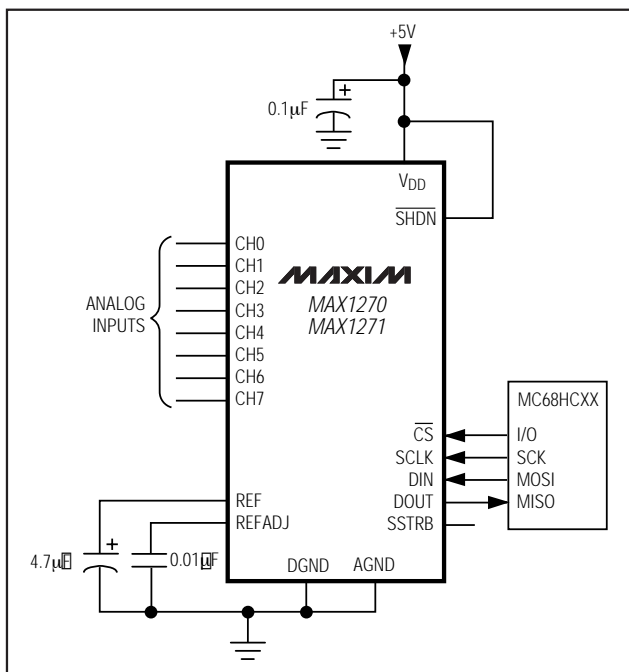 +5V
0.1µF
+
VDD
SHDN
CH0
CH1
CH2
CH3
CH4
CH5
CH6
CH7
ANALOG
INPUTS
MAXIM
MAX1270
MAX1271
MC68HCXX
CS
I/O
SCLK
SCK
DIN
MOSI
DOUT
MISO
SSTRB
REF
REFADJ
+
4.7µF
0.01µF
DGND
AGND